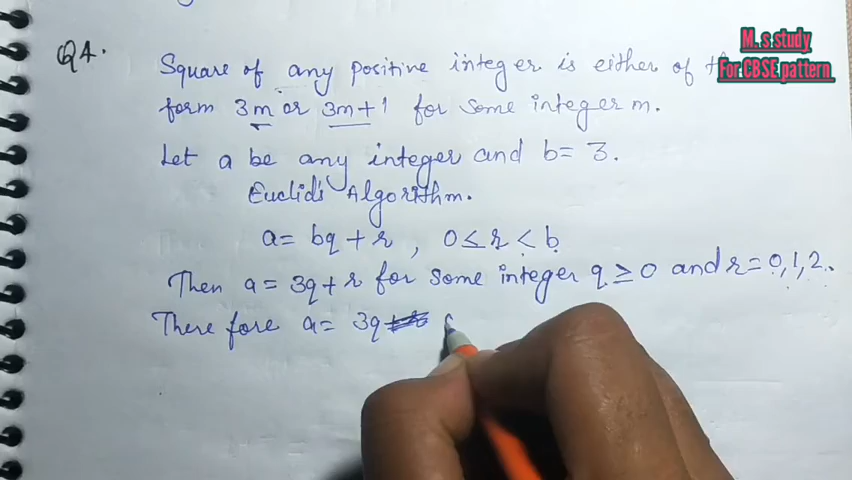 M. s study
For CBSE pattern
Q4.
Square of any positive integer is either of th
form 3m or 3m+1 for some integer m.
Let a be any integer and b= 3.
Euclid's Algorithm.
a= bq + r , 0 ≤ r < b
Then a = 3q + r for some integer q ≥ 0 and r = 0, 1, 2.
There fore a= 3q